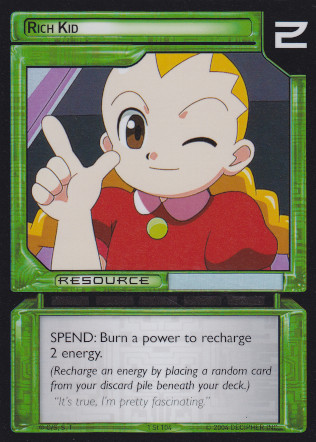 RICH KID
2
RESOURCE
SPEND: Burn a power to recharge
2 energy.
(Recharge an energy by placing a random card
from your discard pile beneath your deck.)
"It's true, I'm pretty fascinating."
© 2004 DECIPHER INC.